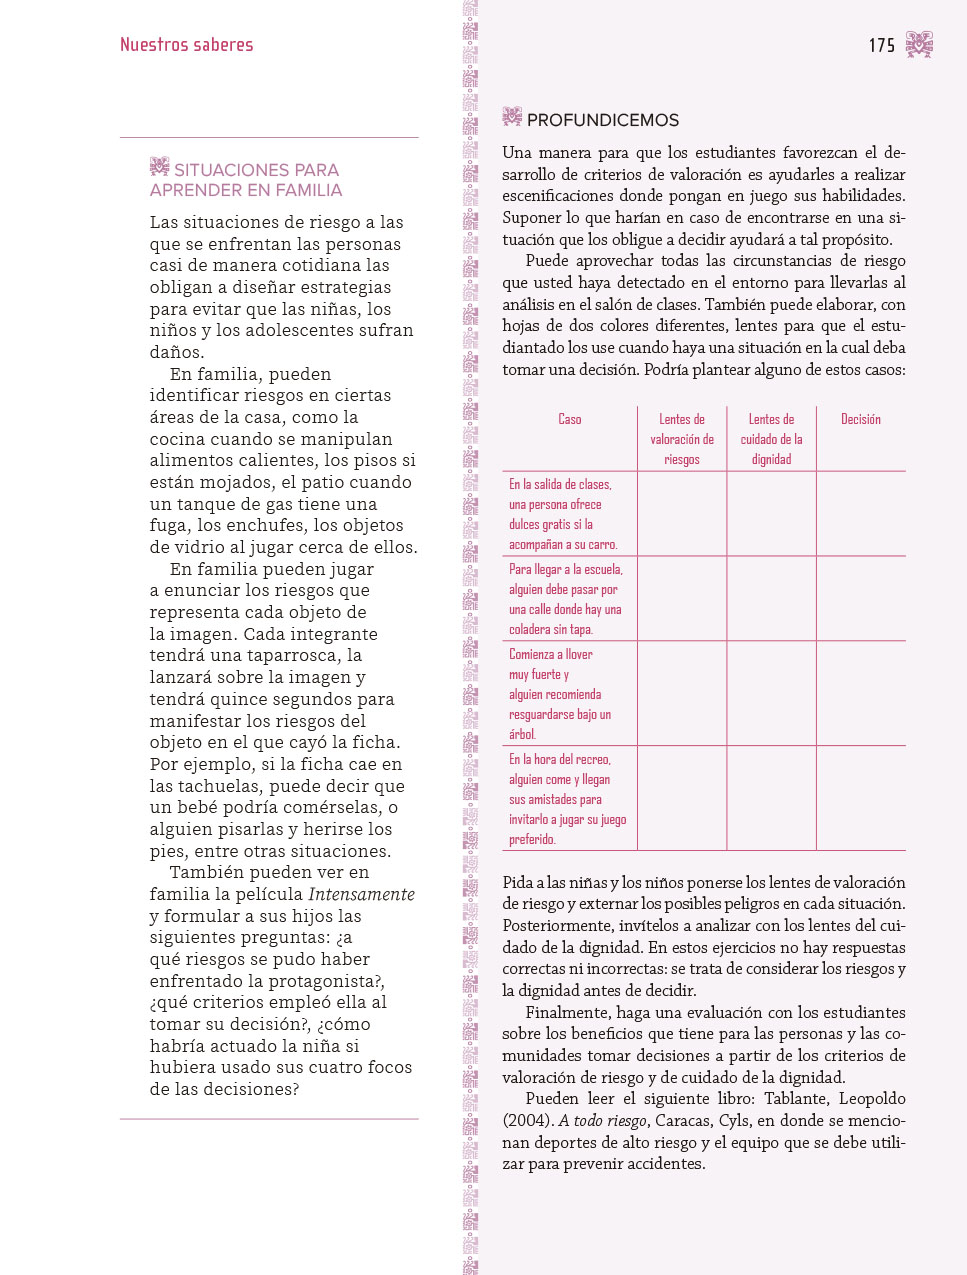 Nuestros saberes
175
SITUACIONES PARA
APRENDER EN FAMILIA
Las situaciones de riesgo a las
que se enfrentan las personas
casi de manera cotidiana las
obligan a diseñar estrategias
para evitar que las niñas, los
niños y los adolescentes sufran
daños.
En familia, pueden
identificar riesgos en ciertas
áreas de la casa, como la
cocina cuando se manipulan
alimentos calientes, los pisos si
están mojados, el patio cuando
un tanque de gas tiene una
fuga, los enchufes, los objetos
de vidrio al jugar cerca de ellos.
En familia pueden jugar
a enunciar los riesgos que
representa cada objeto de
la imagen. Cada integrante
tendrá una taparrosca, la
lanzará sobre la imagen y
tendrá quince segundos para
manifestar los riesgos del
objeto en el que cayó la ficha.
Por ejemplo, si la ficha cae en
las tachuelas, puede decir que
un bebé podría comérselas, o
alguien pisarlas y herirse los
pies, entre otras situaciones.
También pueden ver en
familia la película Intensamente
y formular a sus hijos las
siguientes preguntas: ¿a
qué riesgos se pudo haber
enfrentado la protagonista?,
¿qué criterios empleó ella al
tomar su decisión?, ¿cómo
habría actuado la niña si
hubiera usado sus cuatro focos
de las decisiones?
PROFUNDICEMOS
Una manera para que los estudiantes favorezcan el de-
sarrollo de criterios de valoración es ayudarles a realizar
escenificaciones donde pongan en juego sus habilidades.
Suponer lo que harían en caso de encontrarse en una si-
tuación que los obligue a decidir ayudará a tal propósito.
Puede aprovechar todas las circunstancias de riesgo
que usted haya detectado en el entorno para llevarlas al
análisis en el salón de clases. También puede elaborar, con
hojas de dos colores diferentes, lentes para que el estu-
diantado los use cuando haya una situación en la cual deba
tomar una decisión. Podría plantear alguno de estos casos:
Caso
Lentes de
valoración de
riesgos
Lentes de
cuidado de la
dignidad
Decisión
En la salida de clases,
una persona ofrece
dulces gratis si la
acompañan a su carro.
Para llegar a la escuela,
alguien debe pasar por
una calle donde hay una
coladera sin tapa.
Comienza a llover
muy fuerte y
alguien recomienda
resguardarse bajo un
árbol.
En la hora del recreo,
alguien come y llegan
sus amistades para
invitarlo a jugar su juego
preferido.
Pida a las niñas y los niños ponerse los lentes de valoración
de riesgo y externar los posibles peligros en cada situación.
Posteriormente, invítelos a analizar con los lentes del cui-
dado de la dignidad. En estos ejercicios no hay respuestas
correctas ni incorrectas: se trata de considerar los riesgos y
la dignidad antes de decidir.
Finalmente, haga una evaluación con los estudiantes
sobre los beneficios que tiene para las personas y las co-
munidades tomar decisiones a partir de los criterios de
valoración de riesgo y de cuidado de la dignidad.
Pueden leer el siguiente libro: Tablante, Leopoldo
(2004). A todo riesgo, Caracas, Cyls, en donde se mencio-
nan deportes de alto riesgo y el equipo que se debe utili-
zar para prevenir accidentes.